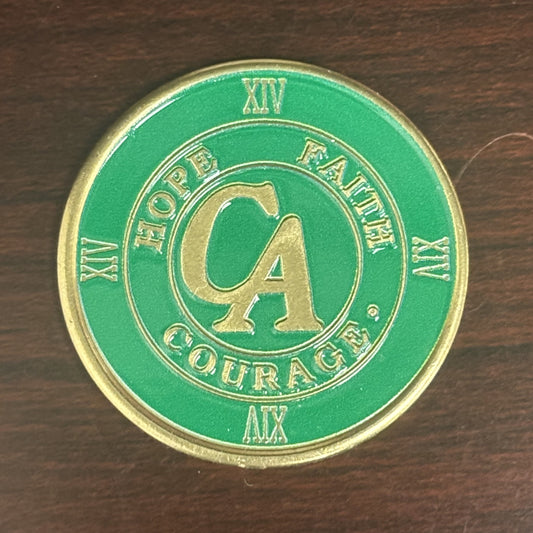 XIV
HOPE FAITH
XIV CA XIV
COURAGE.
XIV